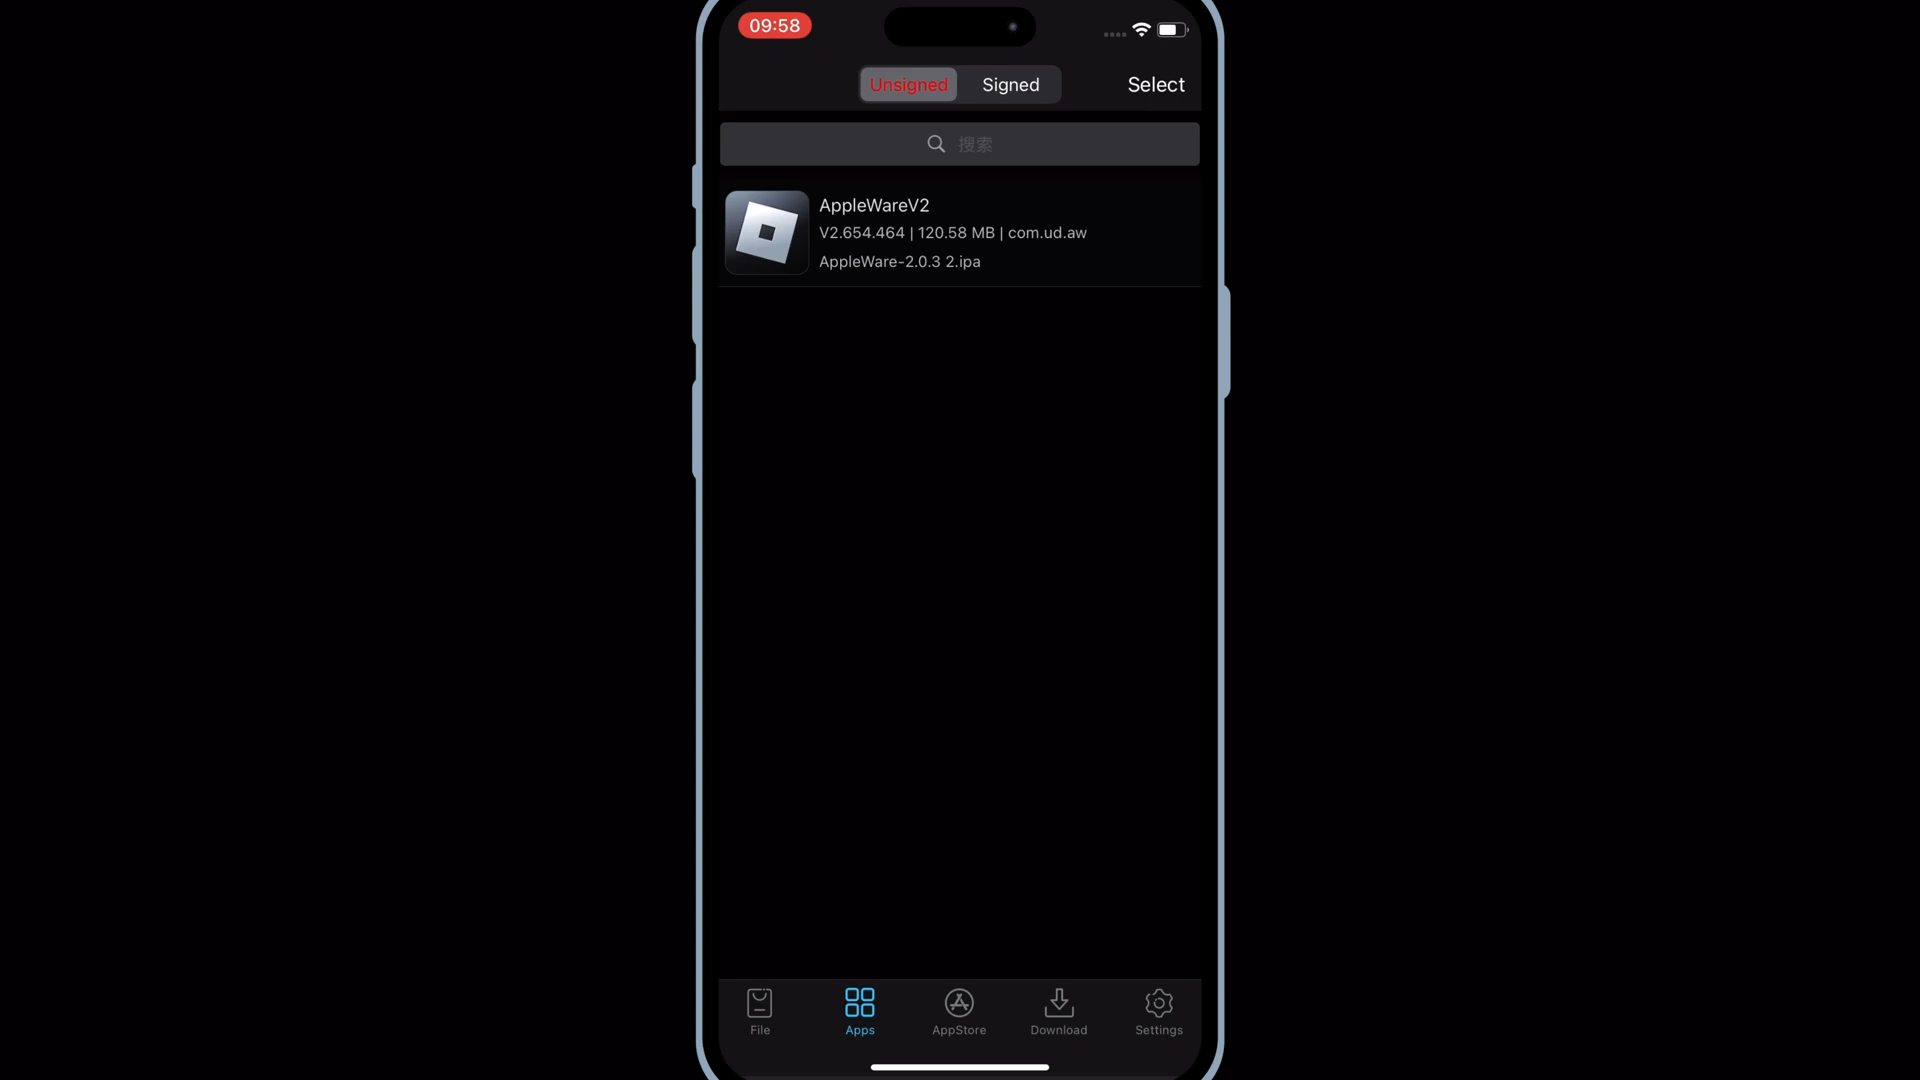 09:58
Unsigned Signed Select
搜索
AppleWareV2
V2.654.464 | 120.58 MB | com.ud.aw
AppleWare-2.0.3 2.ipa
File Apps AppStore Download Settings